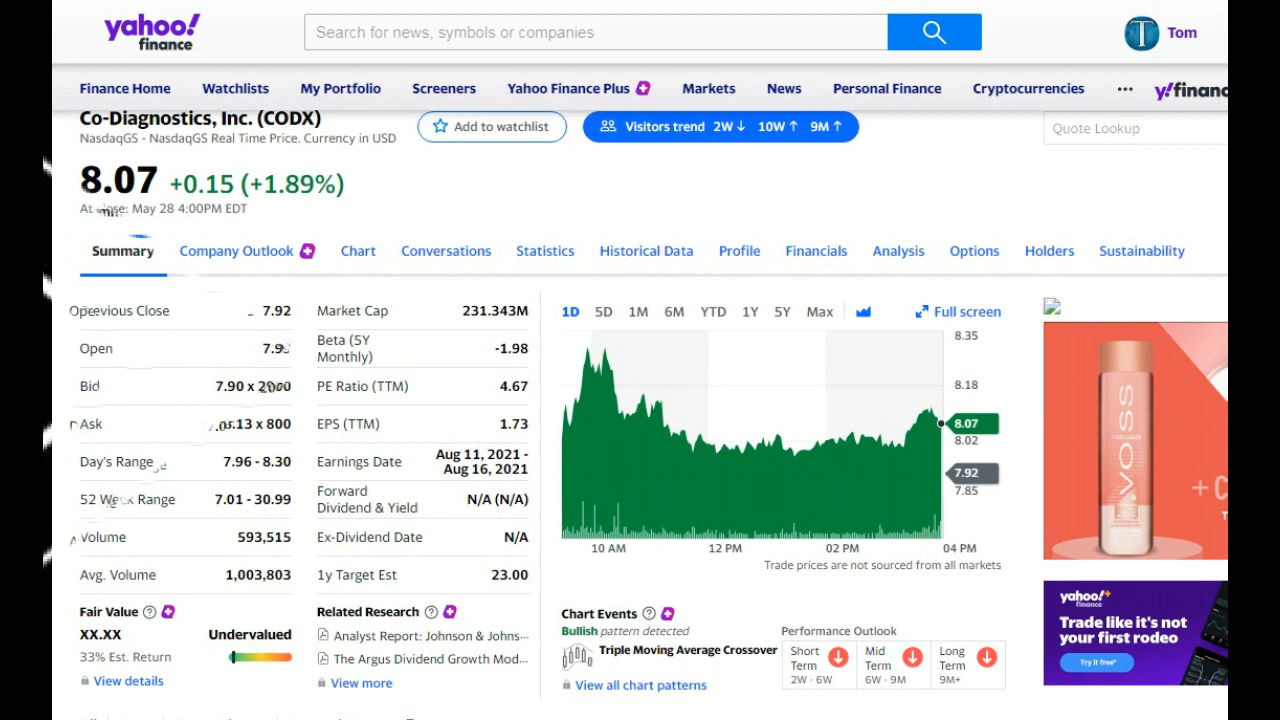 yahoo!
finance
Search for news, symbols or companies
Tom
Finance Home Watchlists My Portfolio Screeners Yahoo Finance Plus Markets News Personal Finance Cryptocurrencies ••• y!finance
Co-Diagnostics, Inc. (CODX)
NasdaqGS - NasdaqGS Real Time Price. Currency in USD
Add to watchlist
Visitors trend 2W↓ 10W↑ 9M↑
Quote Lookup
8.07 +0.15 (+1.89%)
At close: May 28 4:00PM EDT
Summary Company Outlook Chart Conversations Statistics Historical Data Profile Financials Analysis Options Holders Sustainability
Previous Close 7.92
Open 7.92
Bid 7.90 x
Ask x 800
Day's Range 7.96 - 8.30
52 Week Range 7.01 - 30.99
Volume 593,515
Avg. Volume 1,003,803
Fair Value
XX.XX Undervalued
33% Est. Return
View details
Market Cap 231.343M
Beta (5Y
Monthly) -1.98
PE Ratio (TTM) 4.67
EPS (TTM) 1.73
Earnings Date Aug 11, 2021 -
Aug 16, 2021
Forward
Dividend & Yield N/A (N/A)
Ex-Dividend Date N/A
1y Target Est 23.00
Related Research
Analyst Report: Johnson & Johns···
The Argus Dividend Growth Mod...
View more
1D 5D 1M 6M YTD 1Y 5Y Max Full screen
8.35
8.18
8.07
8.02
7.92
7.85
10 AM 12 PM 02 PM 04 PM
Trade prices are not sourced from all markets
Chart Events
Bullish pattern detected
Triple Moving Average Crossover
View all chart patterns
Performance Outlook
Short
Term
2W - 6W
Mid
Term
6W - 9M
Long
Term
9M+
VOSS
+ C
yahoo!+
finance
Trade like it's not
your first rodeo
Try it free*